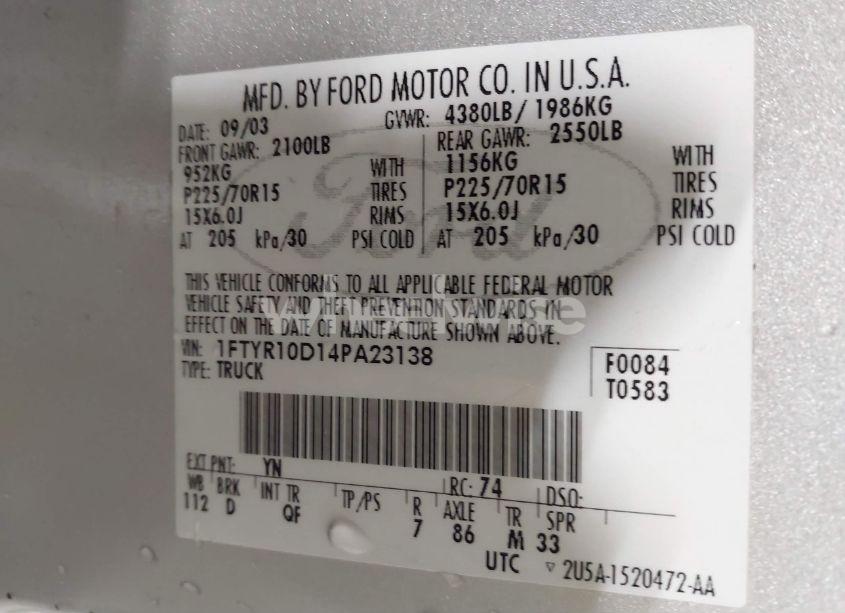 MFD. BY FORD MOTOR CO. IN U.S.A.
DATE: 09/03 GVWR: 4380LB/ 1986KG
FRONT GAWR: 2100LB REAR GAWR: 2550LB
952KG WITH 1156KG WITH
P225/70R15 TIRES P225/70R15 TIRES
15X6.0J RIMS 15X6.0J RIMS
AT 205 kPa/30 PSI COLD AT 205 kPa/30 PSI COLD
Ford
THIS VEHICLE CONFORMS TO ALL APPLICABLE FEDERAL MOTOR
VEHICLE SAFETY AND THEFT PREVENTION STANDARDS IN
EFFECT ON THE DATE OF MANUFACTURE SHOWN ABOVE.
VIN: 1FTYR10D14PA23138 F0084
TYPE: TRUCK T0583
EXT PNT: YN RC: 74 DSO:
WB BRK INT TR TP/PS R AXLE TR SPR
112 D QF 7 86 M 33
UTC ▽ 2U5A-1520472-AA